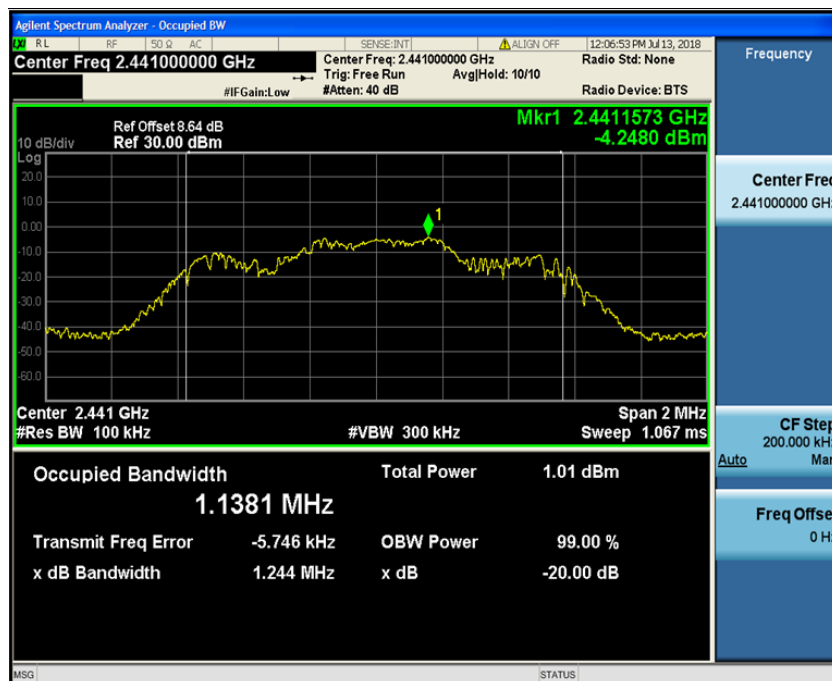 Agilent Spectrum Analyzer - Occupied BW
LXI RL RF 50 Ω AC SENSE:INT ALIGN OFF 12:06:53 PM Jul 13, 2018
Center Freq 2.441000000 GHz
Center Freq: 2.441000000 GHz
Radio Std: None
Trig: Free Run Avg|Hold: 10/10
#IFGain:Low
#Atten: 40 dB
Radio Device: BTS
Frequency
Mkr1 2.4411573 GHz
-4.2480 dBm
Ref Offset 8.64 dB
10 dB/div Ref 30.00 dBm
Log
20.0
10.0
0.00
-10.0
-20.0
-30.0
-40.0
-50.0
-60.0
1
Center 2.441 GHz Span 2 MHz
#Res BW 100 kHz #VBW 300 kHz Sweep 1.067 ms
Occupied Bandwidth Total Power 1.01 dBm
1.1381 MHz
Transmit Freq Error -5.746 kHz OBW Power 99.00 %
x dB Bandwidth 1.244 MHz x dB -20.00 dB
Center Fre
2.441000000 GH
CF Step
200.000 kH
Auto Ma
Freq Offse
0 H
MSG STATUS